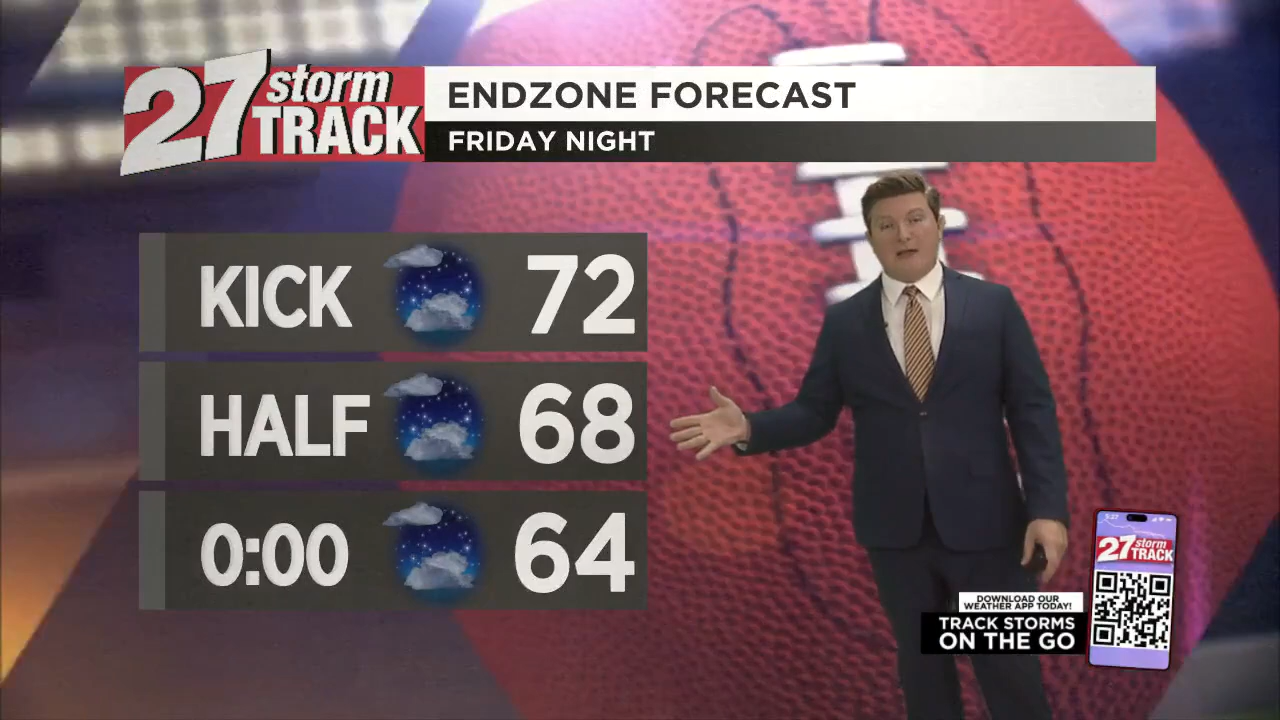 27 storm
TRACK
ENDZONE FORECAST
FRIDAY NIGHT
KICK 72
HALF 68
0:00 64
27 storm
TRACK
DOWNLOAD OUR
WEATHER APP TODAY!
TRACK STORMS
ON THE GO